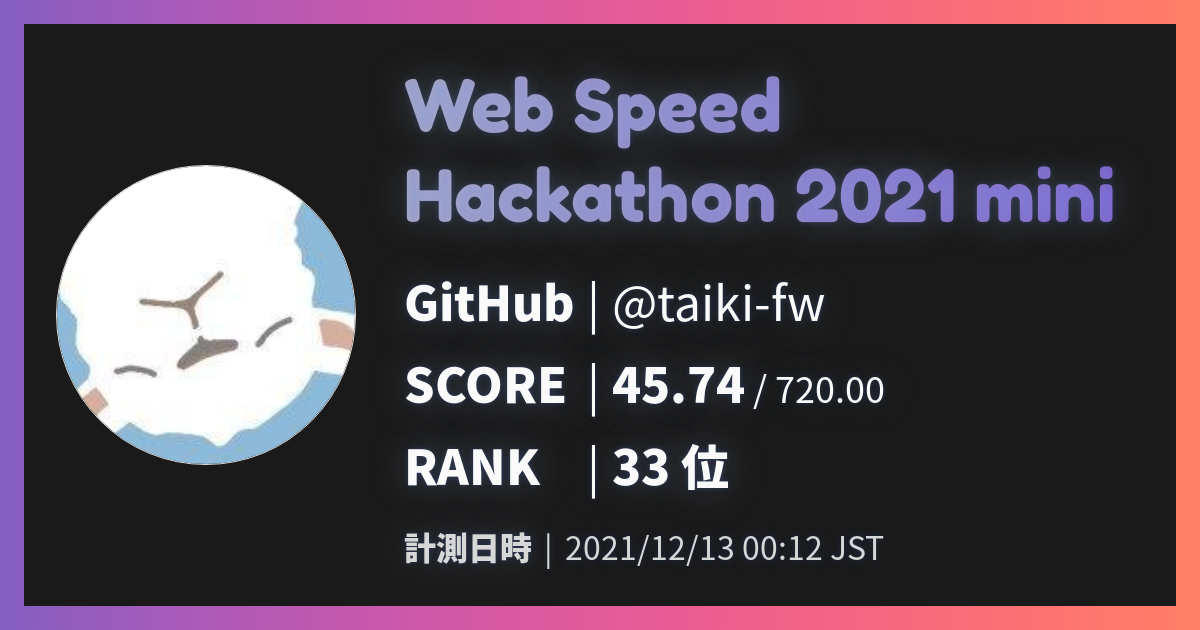 Web Speed
Hackathon 2021 mini
GitHub | @taiki-fw
SCORE | 45.74 / 720.00
RANK | 33 位
計測日時 | 2021/12/13 00:12 JST